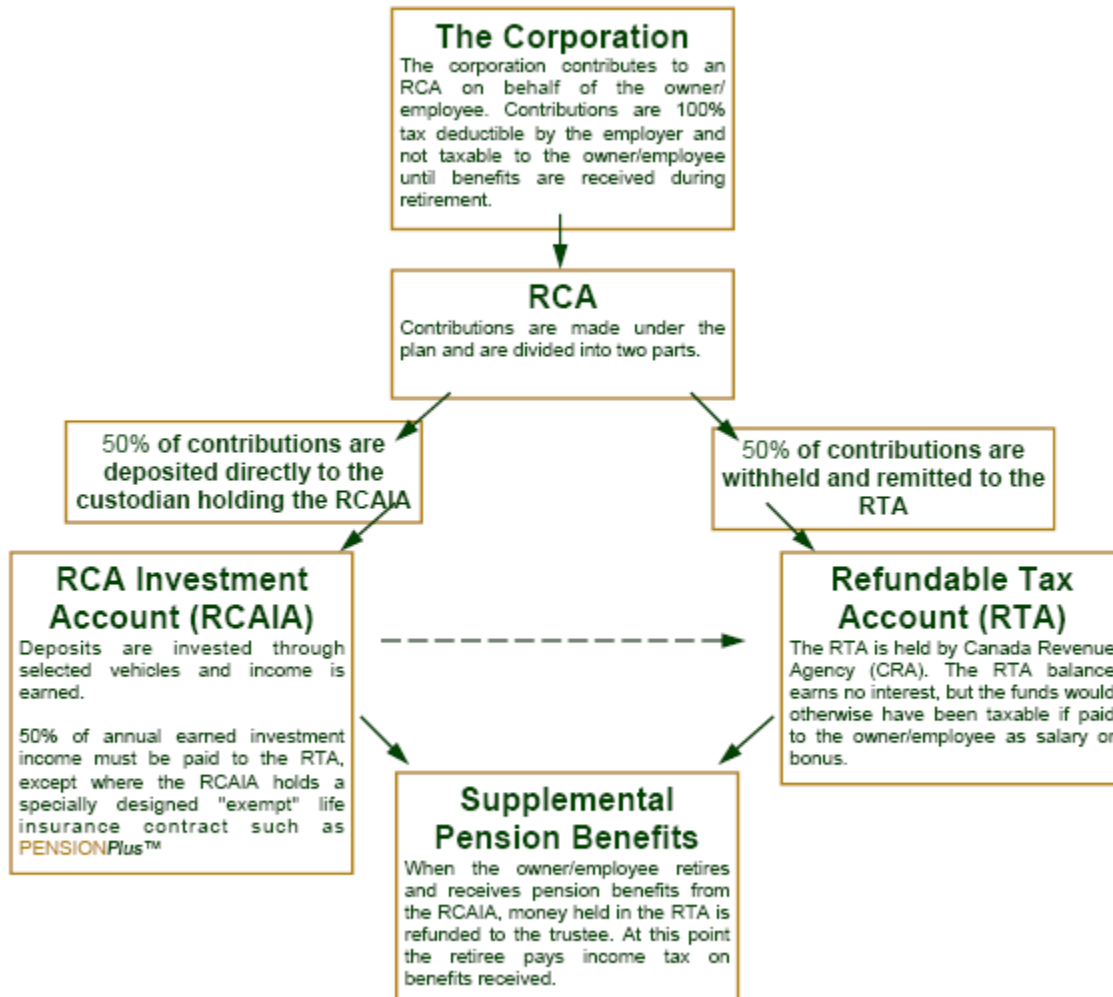 The Corporation
The corporation contributes to an
RCA on behalf of the owner/
employee. Contributions are 100%
tax deductible by the employer and
not taxable to the owner/employee
until benefits are received during
retirement.
RCA
Contributions are made under the
plan and are divided into two parts.
50% of contributions are
deposited directly to the
custodian holding the RCAIA
50% of contributions are
withheld and remitted to the
RTA
RCA Investment
Account (RCAIA)
Deposits are invested through
selected vehicles and income is
earned.
50% of annual earned investment
income must be paid to the RTA,
except where the RCAIA holds a
specially designed "exempt" life
insurance contract such as
PENSIONPlus™
Refundable Tax
Account (RTA)
The RTA is held by Canada Revenue
Agency (CRA). The RTA balance
earns no interest, but the funds would
otherwise have been taxable if paid
to the owner/employee as salary or
bonus.
Supplemental
Pension Benefits
When the owner/employee retires
and receives pension benefits from
the RCAIA, money held in the RTA is
refunded to the trustee. At this point
the retiree pays income tax on
benefits received.